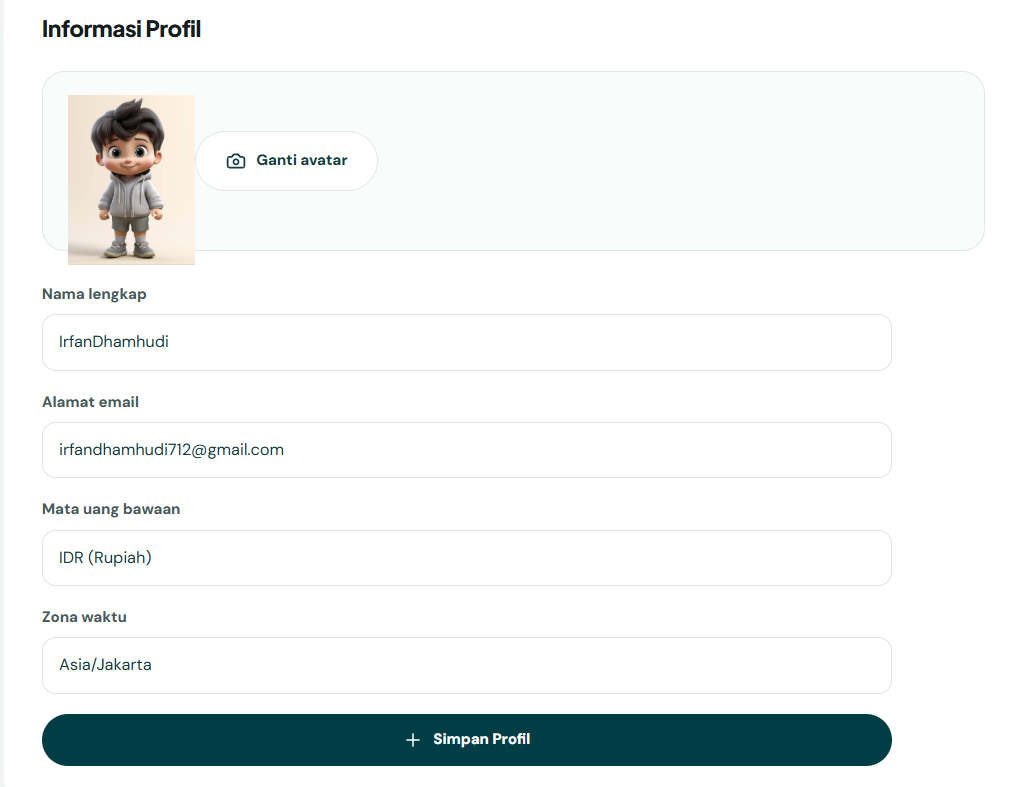 Informasi Profil
Ganti avatar
Nama lengkap
IrfanDhamhudi
Alamat email
irfandhamhudi712@gmail.com
Mata uang bawaan
IDR (Rupiah)
Zona waktu
Asia/Jakarta
Simpan Profil